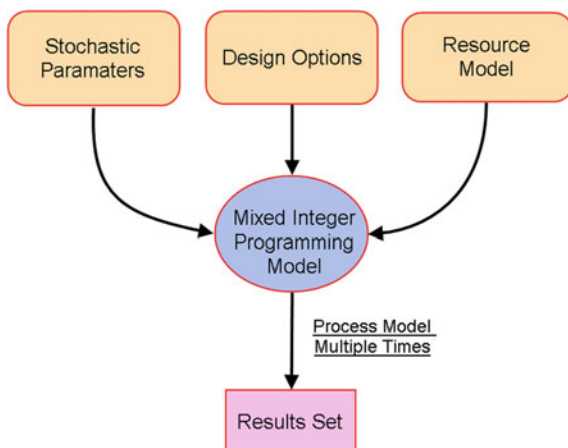 Stochastic
Paramaters
Design Options
Resource
Model
Mixed Integer
Programming
Model
Process Model
Multiple Times
Results Set